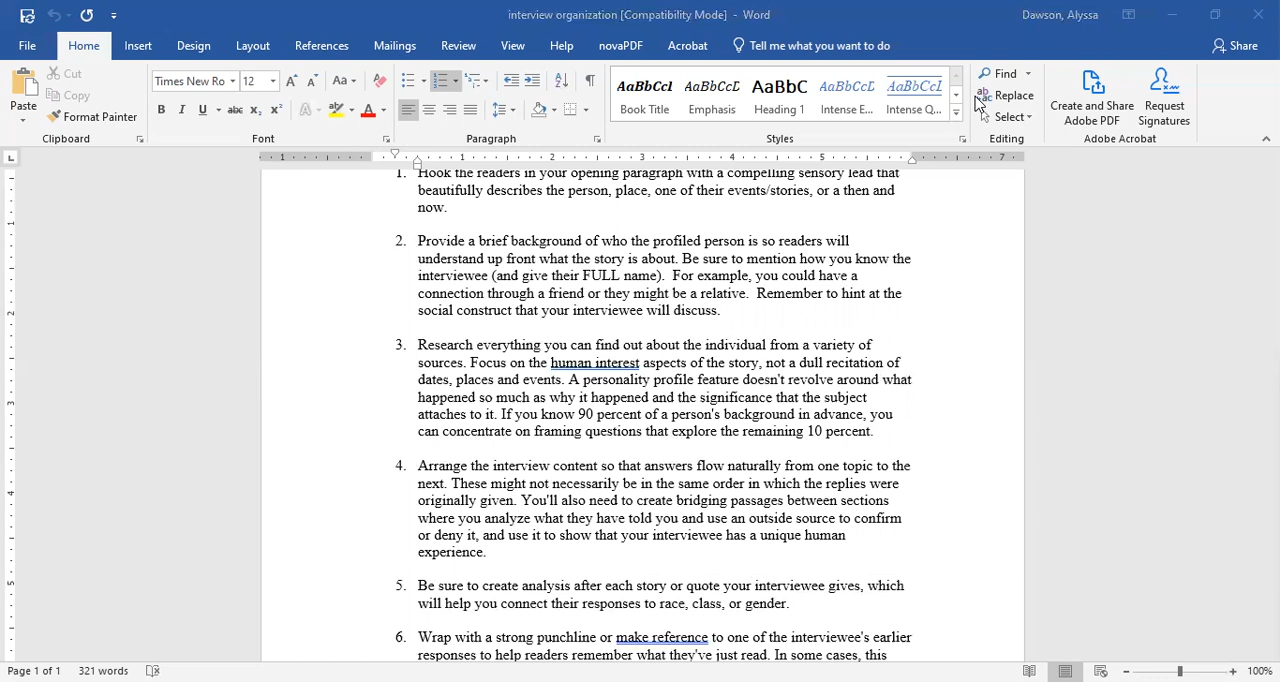 interview organization [Compatibility Mode] - Word
Dawson, Alyssa
File Home Insert Design Layout References Mailings Review View Help novaPDF Acrobat Tell me what you want to do Share
Paste
Cut
Copy
Format Painter
Clipboard
Times New Ro 12
Aa
B I U abc X₂ X²
Font
Paragraph
AaBbCcI AaBbCcL AaBbC AaBbCcL AaBbCcI
Book Title Emphasis Heading 1 Intense E... Intense Q...
Styles
Find
Replace
Select
Editing
Create and Share
Adobe PDF
Request
Signatures
Adobe Acrobat
1 1 2 3 4 5 7
1. Hook the readers in your opening paragraph with a compelling sensory lead that
beautifully describes the person, place, one of their events/stories, or a then and
now.
2. Provide a brief background of who the profiled person is so readers will
understand up front what the story is about. Be sure to mention how you know the
interviewee (and give their FULL name).  For example, you could have a
connection through a friend or they might be a relative.  Remember to hint at the
social construct that your interviewee will discuss.
3. Research everything you can find out about the individual from a variety of
sources. Focus on the human interest aspects of the story, not a dull recitation of
dates, places and events. A personality profile feature doesn't revolve around what
happened so much as why it happened and the significance that the subject
attaches to it. If you know 90 percent of a person's background in advance, you
can concentrate on framing questions that explore the remaining 10 percent.
4. Arrange the interview content so that answers flow naturally from one topic to the
next. These might not necessarily be in the same order in which the replies were
originally given. You'll also need to create bridging passages between sections
where you analyze what they have told you and use an outside source to confirm
or deny it, and use it to show that your interviewee has a unique human
experience.
5. Be sure to create analysis after each story or quote your interviewee gives, which
will help you connect their responses to race, class, or gender.
6. Wrap with a strong punchline or make reference to one of the interviewee's earlier
responses to help readers remember what they've just read. In some cases, this
Page 1 of 1 321 words
100%